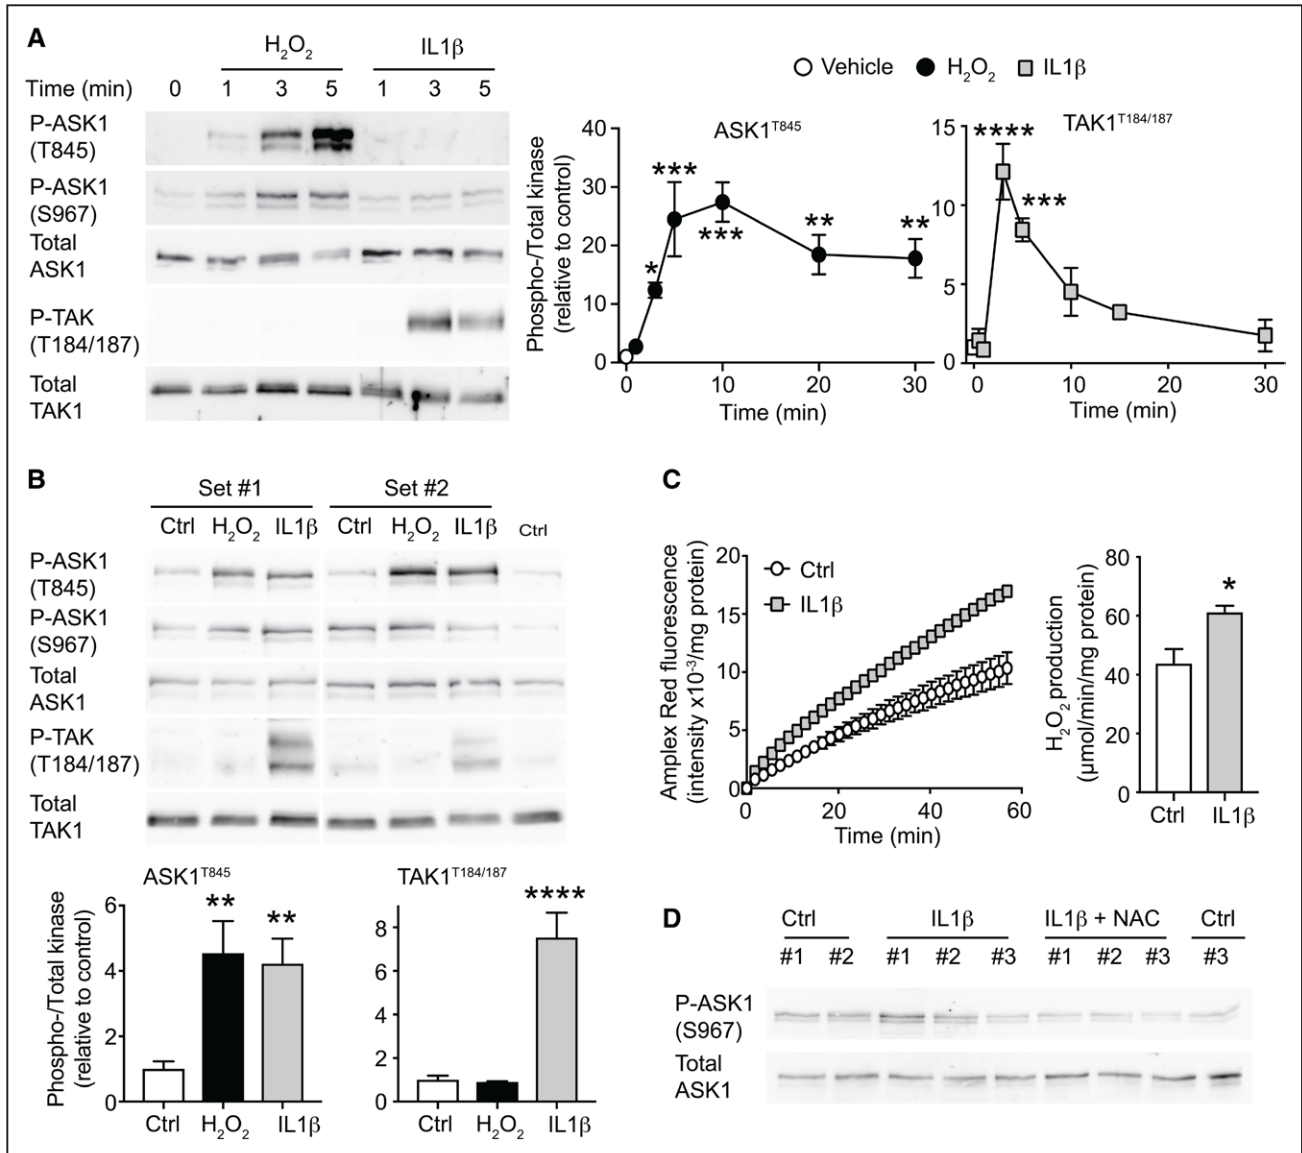 A
H2O2 IL1β
Time (min) 0 1 3 5 1 3 5
P-ASK1
(T845)
P-ASK1
(S967)
Total
ASK1
P-TAK
(T184/187)
Total
TAK1
Vehicle H2O2 IL1β
Phospho-/Total kinase
(relative to control)
ASK1T845
40
30
20
10
0
*
***
***
**
**
0 10 20 30
Time (min)
TAK1T184/187
15
10
5
0
****
***
0 10 20 30
Time (min)
B
Set #1 Set #2
Ctrl H2O2 IL1β Ctrl H2O2 IL1β Ctrl
P-ASK1
(T845)
P-ASK1
(S967)
Total
ASK1
P-TAK
(T184/187)
Total
TAK1
Phospho-/Total kinase
(relative to control)
ASK1T845
6
4
2
0
** **
Ctrl H2O2 IL1β
TAK1T184/187
8
6
4
2
0
****
Ctrl H2O2 IL1β
C
Amplex Red fluorescence
(intensity x10-3/mg protein)
20
15
10
5
0
Ctrl
IL1β
0 20 40 60
Time (min)
H2O2 production
(μmol/min/mg protein)
80
60
40
20
0
*
Ctrl IL1β
D
Ctrl IL1β IL1β + NAC Ctrl
#1 #2 #1 #2 #3 #1 #2 #3 #3
P-ASK1
(S967)
Total
ASK1